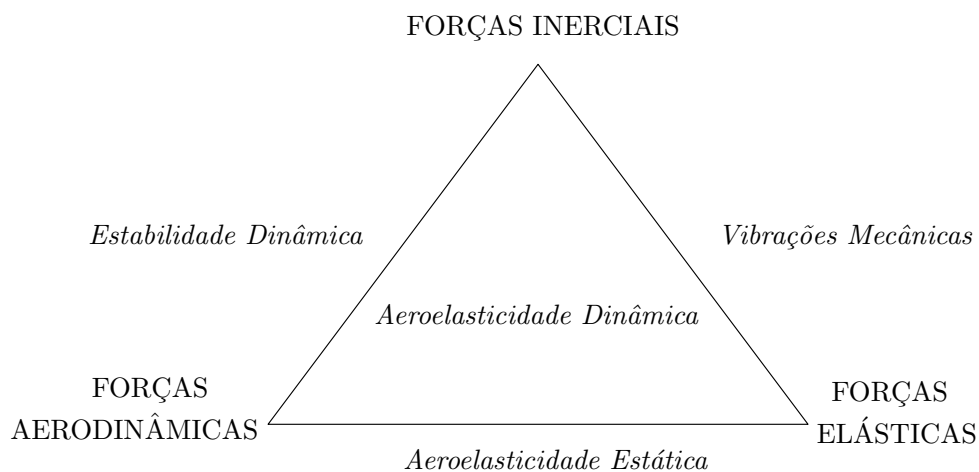 FORÇAS INERCIAIS
Estabilidade Dinâmica
Vibrações Mecânicas
Aeroelasticidade Dinâmica
FORÇAS
AERODINÂMICAS
FORÇAS
ELÁSTICAS
Aeroelasticidade Estática